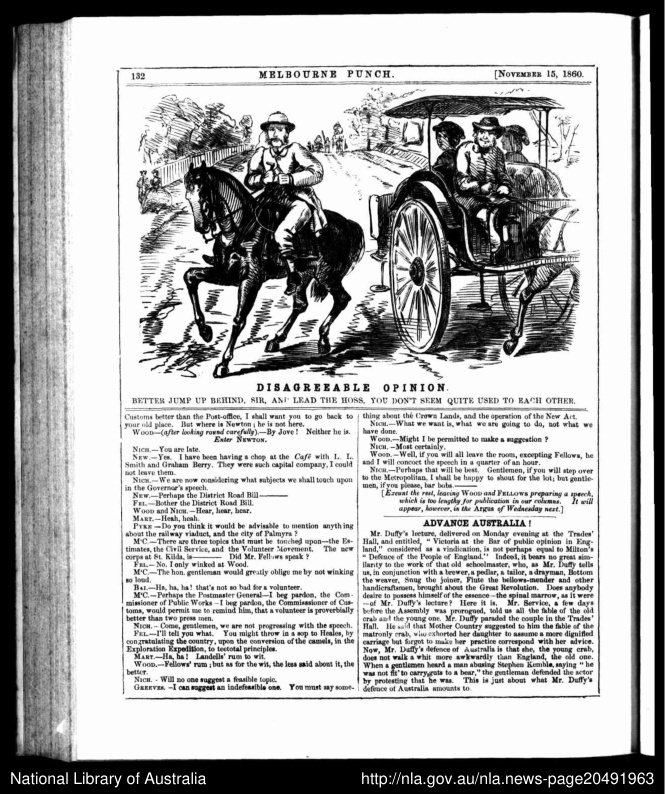 132
MELBOURNE PUNCH.
[NOVEMBER 15, 1860.
DISAGREEABLE OPINION.
BETTER JUMP UP BEHIND, SIR, AND LEAD THE HOSS, YOU DON'T SEEM QUITE USED TO EACH OTHER.
Customs better than the Post-office, I shall want you to go back to
your old place. But where is Newton; he is not here.
WOOD—(after looking round carefully).—By Jove! Neither he is.
Enter NEWTON.
NICH.—You are late.
NEW.—Yes. I have been having a chop at the Café with L. L.
Smith and Graham Berry. They were such capital company, I could
not leave them.
NICH.—We are now considering what subjects we shall touch upon
in the Governor's speech.
NEW.—Perhaps the District Road Bill———
FEL.—Bother the District Road Bill.
WOOD and NICH.—Hear, hear, hear.
MART.—Heah, heah.
PYKE.—Do you think it would be advisable to mention anything
about the railway viaduct, and the city of Palmyra?
M'C.—There are three topics that must be touched upon—the Es-
timates, the Civil Service, and the Volunteer Movement. The new
corps at St. Kilda, is——— Did Mr. Fellows speak?
FEL.—No. I only winked at Wood.
M'C.—The hon. gentleman would greatly oblige me by not winking
so loud.
BAL.—Ha, ha, ha! that's not so bad for a volunteer.
M'C.—Perhaps the Postmaster General—I beg pardon, the Com-
missioner of Public Works—I beg pardon, the Commissioner of Cus-
toms, would permit me to remind him, that a volunteer is proverbially
better than two press men.
NICH.—Come, gentlemen, we are not progressing with the speech.
FEL.—I'll tell you what. You might throw in a sop to Heales, by
congratulating the country, upon the conversion of the camels, in the
Exploration Expedition, to teetotal principles.
MART.—Ha, ha! Landells' rum to wit.
WOOD.—Fellows' rum; but as for the wit, the less said about it, the
better.
NICH.—Will no one suggest a feasible topic.
GREEVES.—I can suggest an indefeasible one. You must say some-
thing about the Crown Lands, and the operation of the New Act.
NICH.—What we want is, what we are going to do, not what we
have done.
WOOD.—Might I be permitted to make a suggestion?
NICH.—Most certainly.
WOOD.—Well, if you will all leave the room, excepting Fellows, he
and I will concoct the speech in a quarter of an hour.
NICH.—Perhaps that will be best. Gentlemen, if you will step over
to the Metropolitan, I shall be happy to shout for the lot; but gentle-
men, if you please, bar bobs.———
[Exeunt the rest, leaving WOOD and FELLOWS preparing a speech,
which is too lengthy for publication in our columns. It will
appear, however, in the Argus of Wednesday next.]
ADVANCE AUSTRALIA!
Mr. Duffy's lecture, delivered on Monday evening at the Trades'
Hall, and entitled, "Victoria at the Bar of public opinion in Eng-
land," considered as a vindication, is not perhaps equal to Milton's
"Defence of the People of England." Indeed, it bears no great sim-
ilarity to the work of that old schoolmaster, who, as Mr. Duffy tells
us, in conjunction with a brewer, a pedlar, a tailor, a drayman, Bottom
the weaver, Snug the joiner, Flute the bellows-mender and other
handicraftsmen, brought about the Great Revolution. Does anybody
desire to possess himself of the essence—the spinal marrow, as it were
—of Mr. Duffy's lecture? Here it is. Mr. Service, a few days
before the Assembly was prorogued, told us all the fable of the old
crab and the young one. Mr. Duffy paraded the couple in the Trades'
Hall. He said that Mother Country suggested to him the fable of the
matronly crab, who exhorted her daughter to assume a more dignified
carriage but forgot to make her practice correspond with her advice.
Now, Mr. Duffy's defence of Australia is that she, the young crab,
does not walk a whit more awkwardly than England, the old one.
When a gentlemen heard a man abusing Stephen Kemble, saying "he
was not fit to carry guts to a bear," the gentleman defended the actor
by protesting that he was. This is just about what Mr. Duffy's
defence of Australia amounts to
National Library of Australia
http://nla.gov.au/nla.news-page20491963